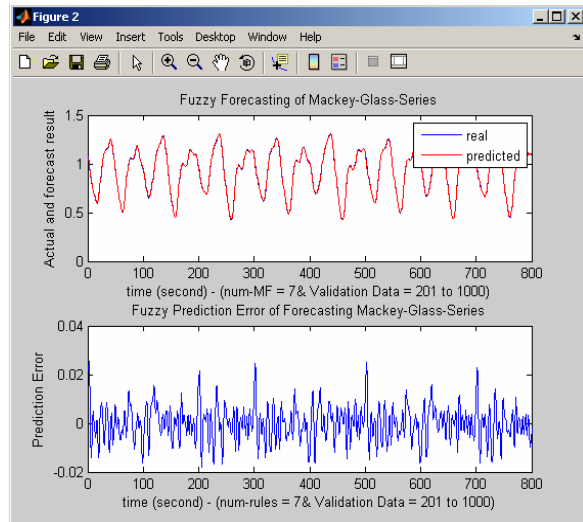 Figure 2
File Edit View Insert Tools Desktop Window Help
Fuzzy Forecasting of Mackey-Glass-Series
Actual and forecast result
1.5
1
0.5
0
real
predicted
0 100 200 300 400 500 600 700 800
time (second) - (num-MF = 7& Validation Data = 201 to 1000)
Fuzzy Prediction Error of Forecasting Mackey-Glass-Series
Prediction Error
0.04
0.02
0
-0.02
0 100 200 300 400 500 600 700 800
time (second) - (num-rules = 7& Validation Data = 201 to 1000)